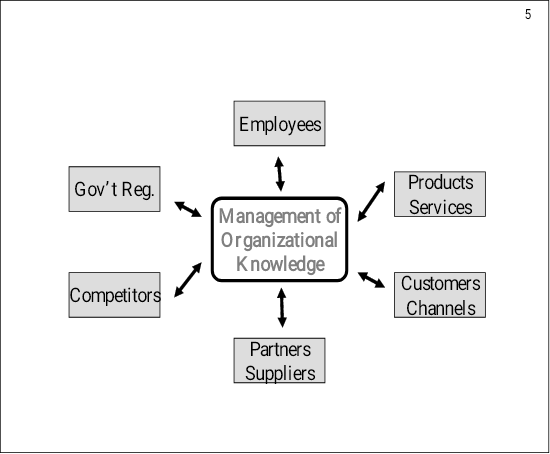 5
Employees
Gov't Reg.
Products
Services
Management of
Organizational
Knowledge
Competitors
Customers
Channels
Partners
Suppliers